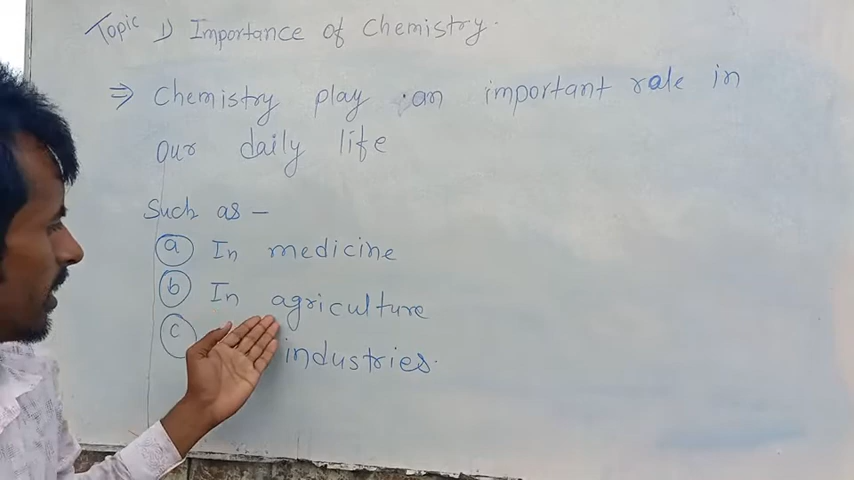 Topic 1) Importance of Chemistry.
⇒ Chemistry play an important role in
our daily life
Such as -
(a) In medicine
(b) In agriculture
(c) industries.